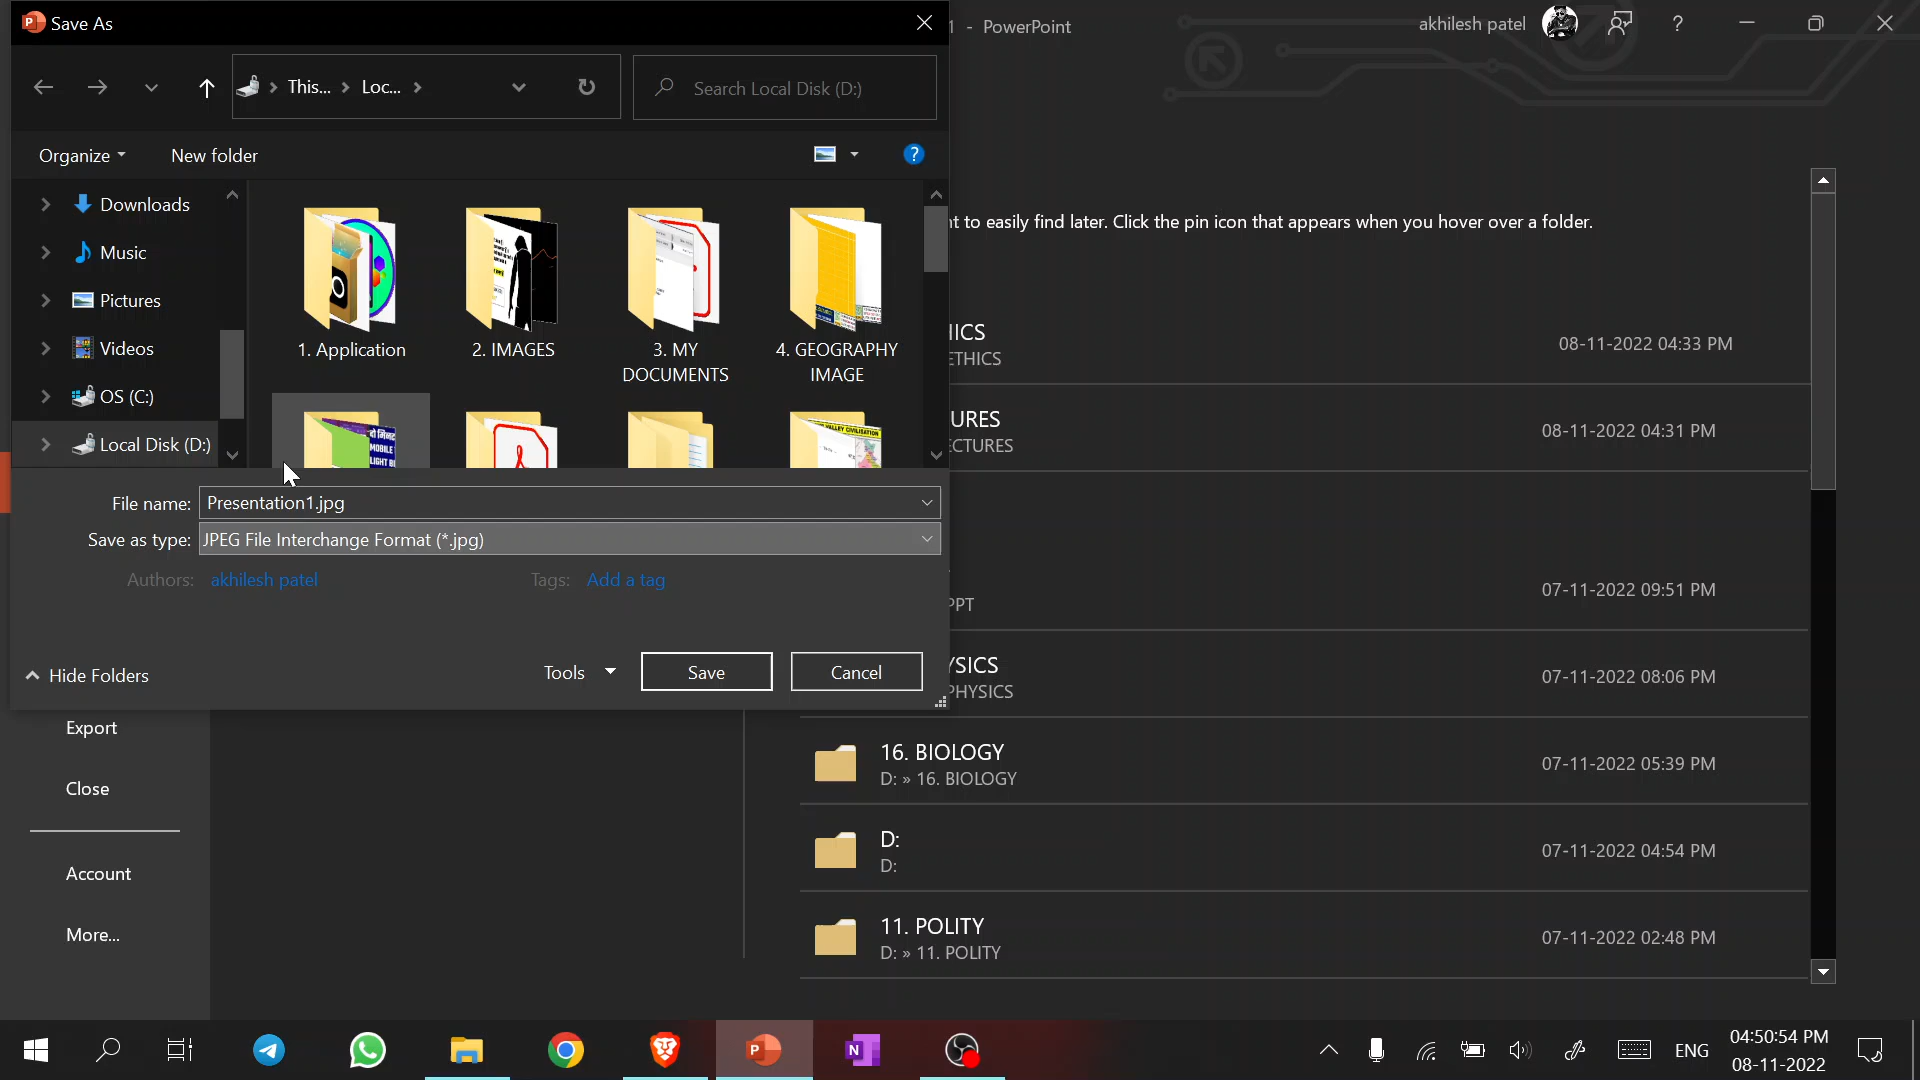 Save As
1 - PowerPoint
akhilesh patel
?
This... > Loc... >
Search Local Disk (D:)
Organize
New folder
?
Downloads
Music
Pictures
Videos
OS (C:)
Local Disk (D:)
1. Application
2. IMAGES
3. MY
DOCUMENTS
4. GEOGRAPHY
IMAGE
File name: Presentation1.jpg
Save as type: JPEG File Interchange Format (*.jpg)
Authors: akhilesh patel
Tags: Add a tag
Hide Folders
Tools
Save
Cancel
to easily find later. Click the pin icon that appears when you hover over a folder.
ICS
ETHICS
08-11-2022 04:33 PM
URES
ECTURES
08-11-2022 04:31 PM
PPT
07-11-2022 09:51 PM
YSICS
PHYSICS
07-11-2022 08:06 PM
16. BIOLOGY
D: » 16. BIOLOGY
07-11-2022 05:39 PM
D:
D:
07-11-2022 04:54 PM
11. POLITY
D: » 11. POLITY
07-11-2022 02:48 PM
Export
Close
Account
More...
ENG
04:50:54 PM
08-11-2022